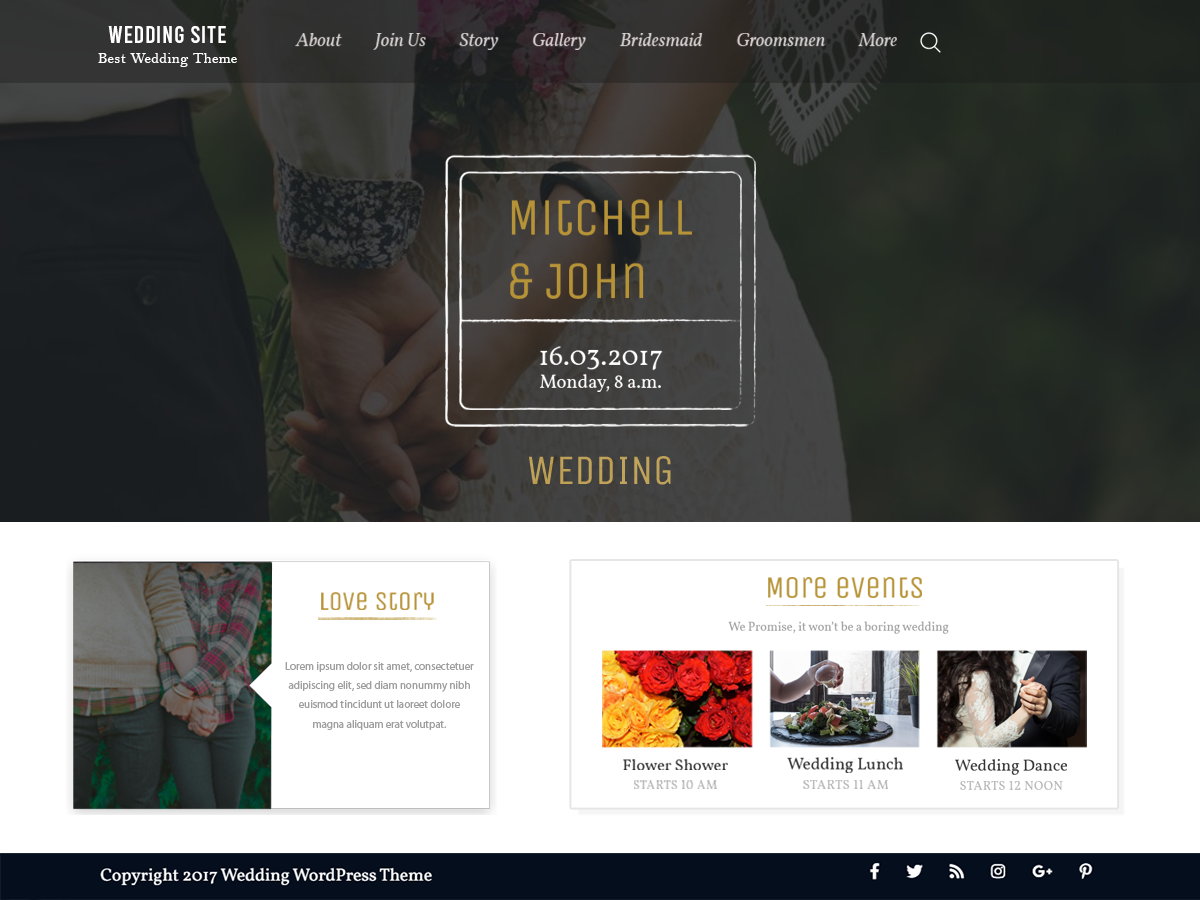 WEDDING SITE
Best Wedding Theme
About Join Us Story Gallery Bridesmaid Groomsmen More
Mitchell
& John
16.03.2017
Monday, 8 a.m.
WEDDING
Love Story
Lorem ipsum dolor sit amet, consectetuer
adipiscing elit, sed diam nonummy nibh
euismod tincidunt ut laoreet dolore
magna aliquam erat volutpat.
More events
We Promise, it won't be a boring wedding
Flower Shower
STARTS 10 AM
Wedding Lunch
STARTS 11 AM
Wedding Dance
STARTS 12 NOON
Copyright 2017 Wedding WordPress Theme